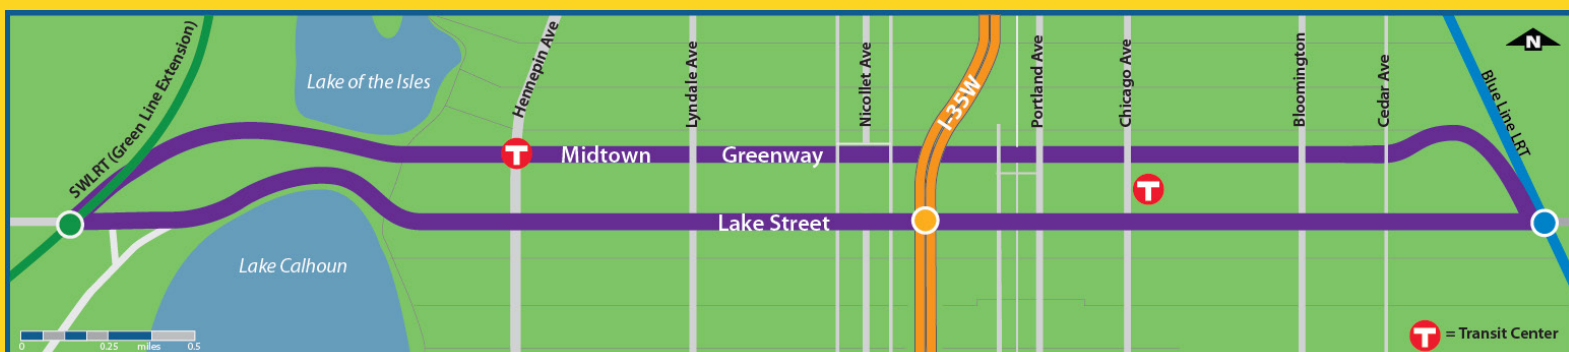 SWLRT (Green Line Extension)
Lake of the Isles
Hennepin Ave
Lyndale Ave
Nicollet Ave
I-35W
Portland Ave
Chicago Ave
Bloomington
Cedar Ave
Blue Line LRT
N
T
Midtown Greenway
T
Lake Street
Lake Calhoun
0 0.25 miles 0.5
T = Transit Center